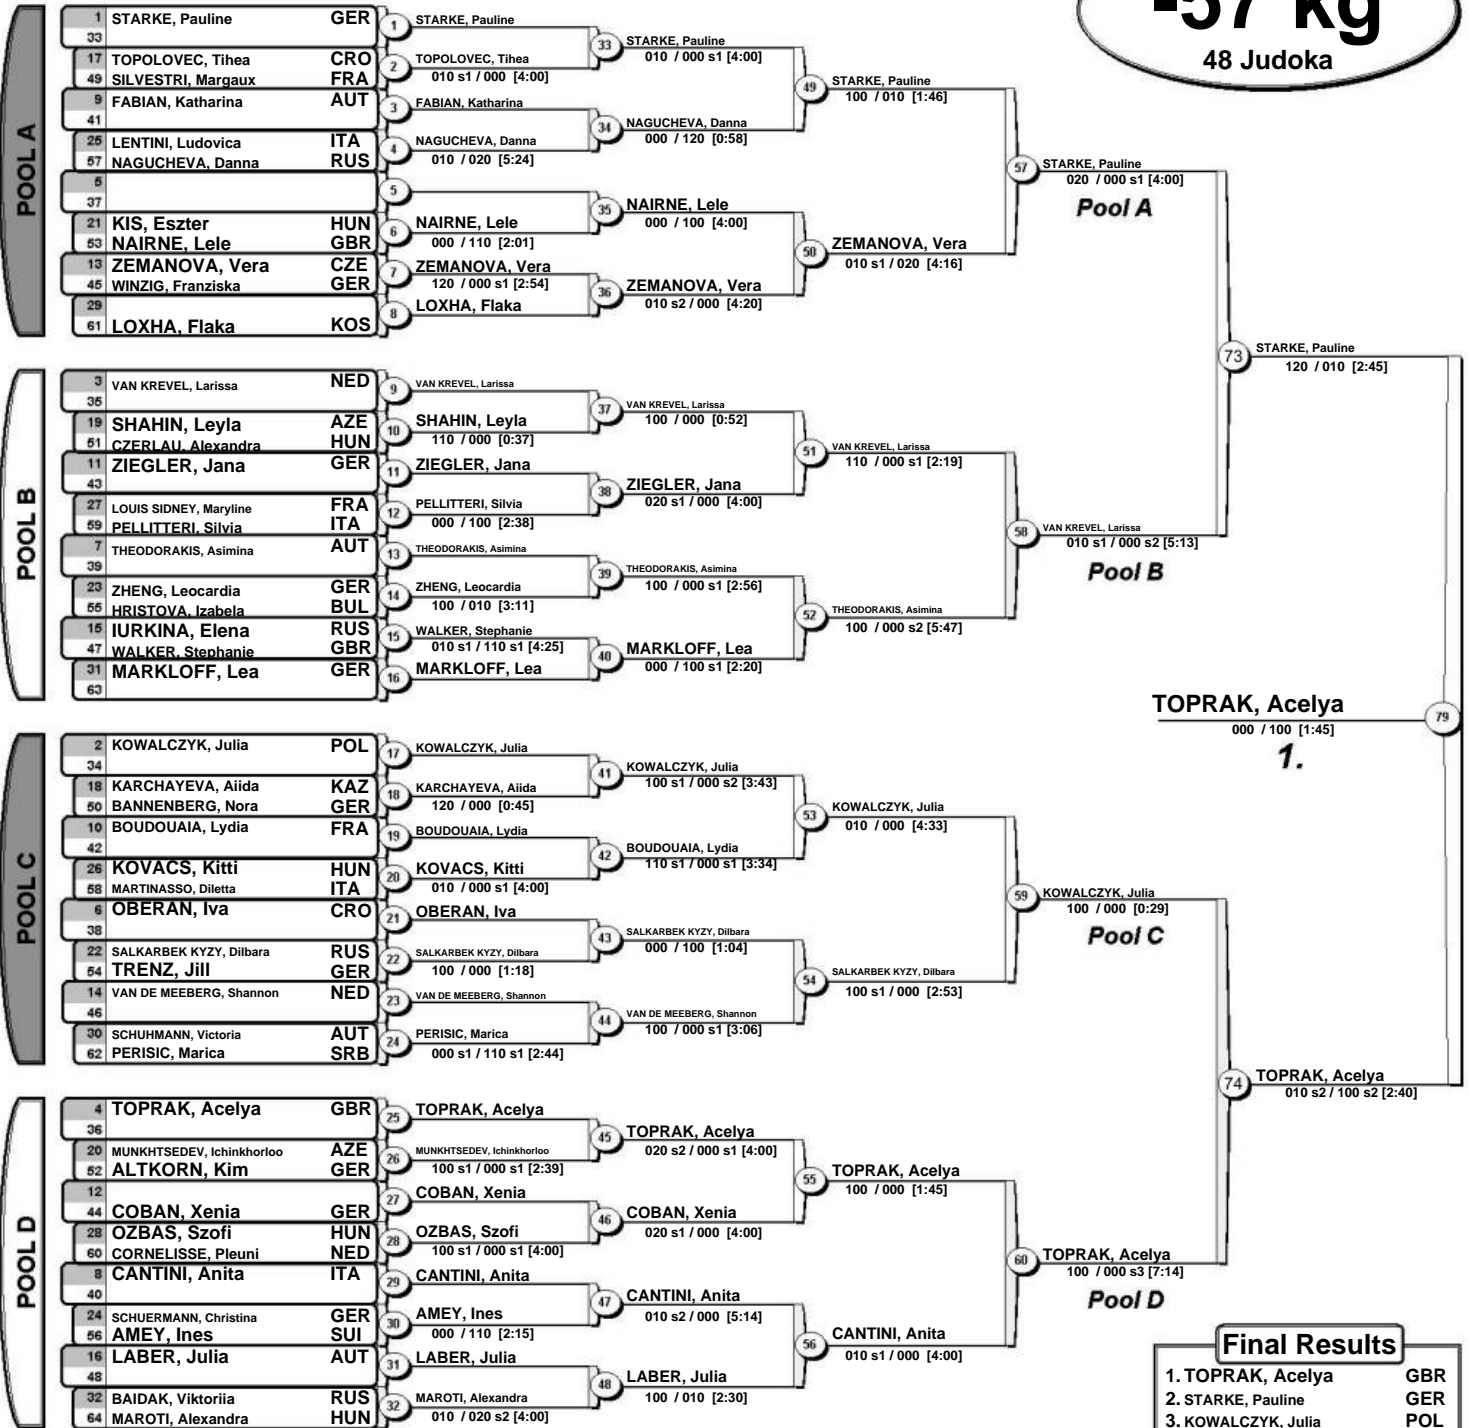 -57 kg
48 Judoka
POOL A
1 STARKE, Pauline GER
33
17 TOPOLOVEC, Tihea CRO
49 SILVESTRI, Margaux FRA
9 FABIAN, Katharina AUT
41
25 LENTINI, Ludovica ITA
57 NAGUCHEVA, Danna RUS
5
37
21 KIS, Eszter HUN
53 NAIRNE, Lele GBR
13 ZEMANOVA, Vera CZE
45 WINZIG, Franziska GER
29
61 LOXHA, Flaka KOS
1 STARKE, Pauline
2 TOPOLOVEC, Tihea
010 s1 / 000 [4:00]
3 FABIAN, Katharina
4 NAGUCHEVA, Danna
010 / 020 [5:24]
5
6 NAIRNE, Lele
000 / 110 [2:01]
7 ZEMANOVA, Vera
120 / 000 s1 [2:54]
8 LOXHA, Flaka
33 STARKE, Pauline
010 / 000 s1 [4:00]
34 NAGUCHEVA, Danna
000 / 120 [0:58]
35 NAIRNE, Lele
000 / 100 [4:00]
36 ZEMANOVA, Vera
010 s2 / 000 [4:20]
49 STARKE, Pauline
100 / 010 [1:46]
50 ZEMANOVA, Vera
010 s1 / 020 [4:16]
57 STARKE, Pauline
020 / 000 s1 [4:00]
Pool A
POOL B
3 VAN KREVEL, Larissa NED
35
19 SHAHIN, Leyla AZE
51 CZERLAU, Alexandra HUN
11 ZIEGLER, Jana GER
43
27 LOUIS SIDNEY, Maryline FRA
59 PELLITTERI, Silvia ITA
7 THEODORAKIS, Asimina AUT
39
23 ZHENG, Leocardia GER
55 HRISTOVA, Izabela BUL
15 IURKINA, Elena RUS
47 WALKER, Stephanie GBR
31 MARKLOFF, Lea GER
63
9 VAN KREVEL, Larissa
10 SHAHIN, Leyla
110 / 000 [0:37]
11 ZIEGLER, Jana
12 PELLITTERI, Silvia
000 / 100 [2:38]
13 THEODORAKIS, Asimina
14 ZHENG, Leocardia
100 / 010 [3:11]
15 WALKER, Stephanie
010 s1 / 110 s1 [4:25]
16 MARKLOFF, Lea
37 VAN KREVEL, Larissa
100 / 000 [0:52]
38 ZIEGLER, Jana
020 s1 / 000 [4:00]
39 THEODORAKIS, Asimina
100 / 000 s1 [2:56]
40 MARKLOFF, Lea
000 / 100 s1 [2:20]
51 VAN KREVEL, Larissa
110 / 000 s1 [2:19]
52 THEODORAKIS, Asimina
100 / 000 s2 [5:47]
58 VAN KREVEL, Larissa
010 s1 / 000 s2 [5:13]
Pool B
73 STARKE, Pauline
120 / 010 [2:45]
POOL C
2 KOWALCZYK, Julia POL
34
18 KARCHAYEVA, Aiida KAZ
50 BANNENBERG, Nora GER
10 BOUDOUAIA, Lydia FRA
42
26 KOVACS, Kitti HUN
58 MARTINASSO, Diletta ITA
6 OBERAN, Iva CRO
38
22 SALKARBEK KYZY, Dilbara RUS
54 TRENZ, Jill GER
14 VAN DE MEEBERG, Shannon NED
46
30 SCHUHMANN, Victoria AUT
62 PERISIC, Marica SRB
17 KOWALCZYK, Julia
18 KARCHAYEVA, Aiida
120 / 000 [0:45]
19 BOUDOUAIA, Lydia
20 KOVACS, Kitti
010 / 000 s1 [4:00]
21 OBERAN, Iva
22 SALKARBEK KYZY, Dilbara
100 / 000 [1:18]
23 VAN DE MEEBERG, Shannon
24 PERISIC, Marica
000 s1 / 110 s1 [2:44]
41 KOWALCZYK, Julia
100 s1 / 000 s2 [3:43]
42 BOUDOUAIA, Lydia
110 s1 / 000 s1 [3:34]
43 SALKARBEK KYZY, Dilbara
000 / 100 [1:04]
44 VAN DE MEEBERG, Shannon
100 / 000 s1 [3:06]
53 KOWALCZYK, Julia
010 / 000 [4:33]
54 SALKARBEK KYZY, Dilbara
100 s1 / 000 [2:53]
59 KOWALCZYK, Julia
100 / 000 [0:29]
Pool C
POOL D
4 TOPRAK, Acelya GBR
36
20 MUNKHTSEDEV, Ichinkhorloo AZE
52 ALTKORN, Kim GER
12
44 COBAN, Xenia GER
28 OZBAS, Szofi HUN
60 CORNELISSE, Pleuni NED
8 CANTINI, Anita ITA
40
24 SCHUERMANN, Christina GER
56 AMEY, Ines SUI
16 LABER, Julia AUT
48
32 BAIDAK, Viktoriia RUS
64 MAROTI, Alexandra HUN
25 TOPRAK, Acelya
26 MUNKHTSEDEV, Ichinkhorloo
100 s1 / 000 s1 [2:39]
27 COBAN, Xenia
28 OZBAS, Szofi
100 s1 / 000 s1 [4:00]
29 CANTINI, Anita
30 AMEY, Ines
000 / 110 [2:15]
31 LABER, Julia
32 MAROTI, Alexandra
010 / 020 s2 [4:00]
45 TOPRAK, Acelya
020 s2 / 000 s1 [4:00]
46 COBAN, Xenia
020 s1 / 000 [4:00]
47 CANTINI, Anita
010 s2 / 000 [5:14]
48 LABER, Julia
100 / 010 [2:30]
55 TOPRAK, Acelya
100 / 000 [1:45]
56 CANTINI, Anita
010 s1 / 000 [4:00]
60 TOPRAK, Acelya
100 / 000 s3 [7:14]
Pool D
74 TOPRAK, Acelya
010 s2 / 100 s2 [2:40]
TOPRAK, Acelya 79
000 / 100 [1:45]
1.
Final Results
1. TOPRAK, Acelya GBR
2. STARKE, Pauline GER
3. KOWALCZYK, Julia POL